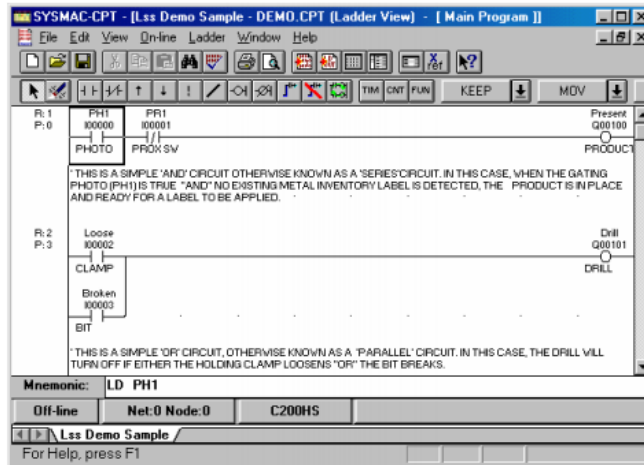 SYSMAC-CPT - [Lss Demo Sample - DEMO.CPT (Ladder View) - [ Main Program ]]
File Edit View On-line Ladder Window Help
TIM CNT FUN KEEP MOV
R: 1 PH1 PR1 Present
P: 0 I00000 I00001 Q00100
PHOTO PROX SW PRODUCT
' THIS IS A SIMPLE 'AND' CIRCUIT OTHERWISE KNOWN AS A 'SERIES'CIRCUIT. IN THIS CASE, WHEN THE GATING
PHOTO (PH1) IS TRUE "AND" NO EXISTING METAL INVENTORY LABEL IS DETECTED, THE PRODUCT IS IN PLACE
AND READY FOR A LABEL TO BE APPLIED.
R: 2 Loose Drill
P: 3 I00002 Q00101
CLAMP DRILL
Broken
I00003
BIT
' THIS IS A SIMPLE 'OR' CIRCUIT, OTHERWISE KNOWN AS A 'PARALLEL' CIRCUIT. IN THIS CASE, THE DRILL WILL
TURN OFF IF EITHER THE HOLDING CLAMP LOOSENS "OR" THE BIT BREAKS.
Mnemonic: LD PH1
Off-line Net:0 Node:0 C200HS
Lss Demo Sample
For Help, press F1